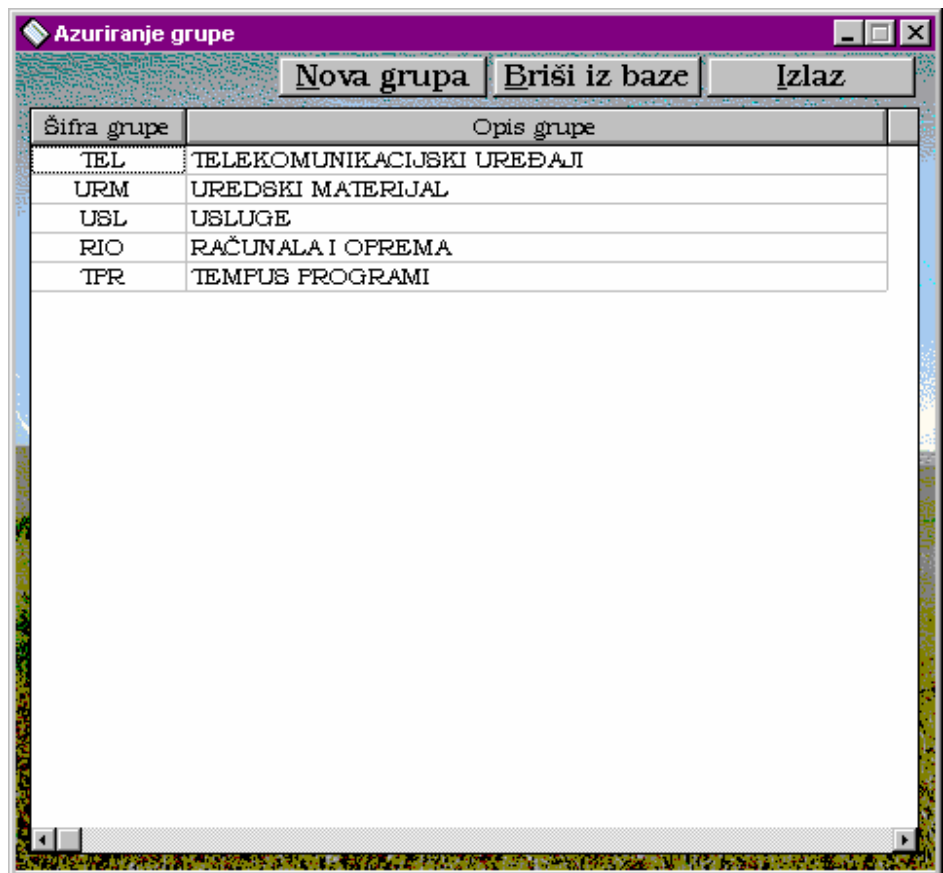 Azuriranje grupe
Nova grupa Briši iz baze Izlaz
Šifra grupe Opis grupe
TEL TELEKOMUNIKACIJSKI UREĐAJI
URM UREDSKI MATERIJAL
USL USLUGE
RIO RAČUNALA I OPREMA
TPR TEMPUS PROGRAMI